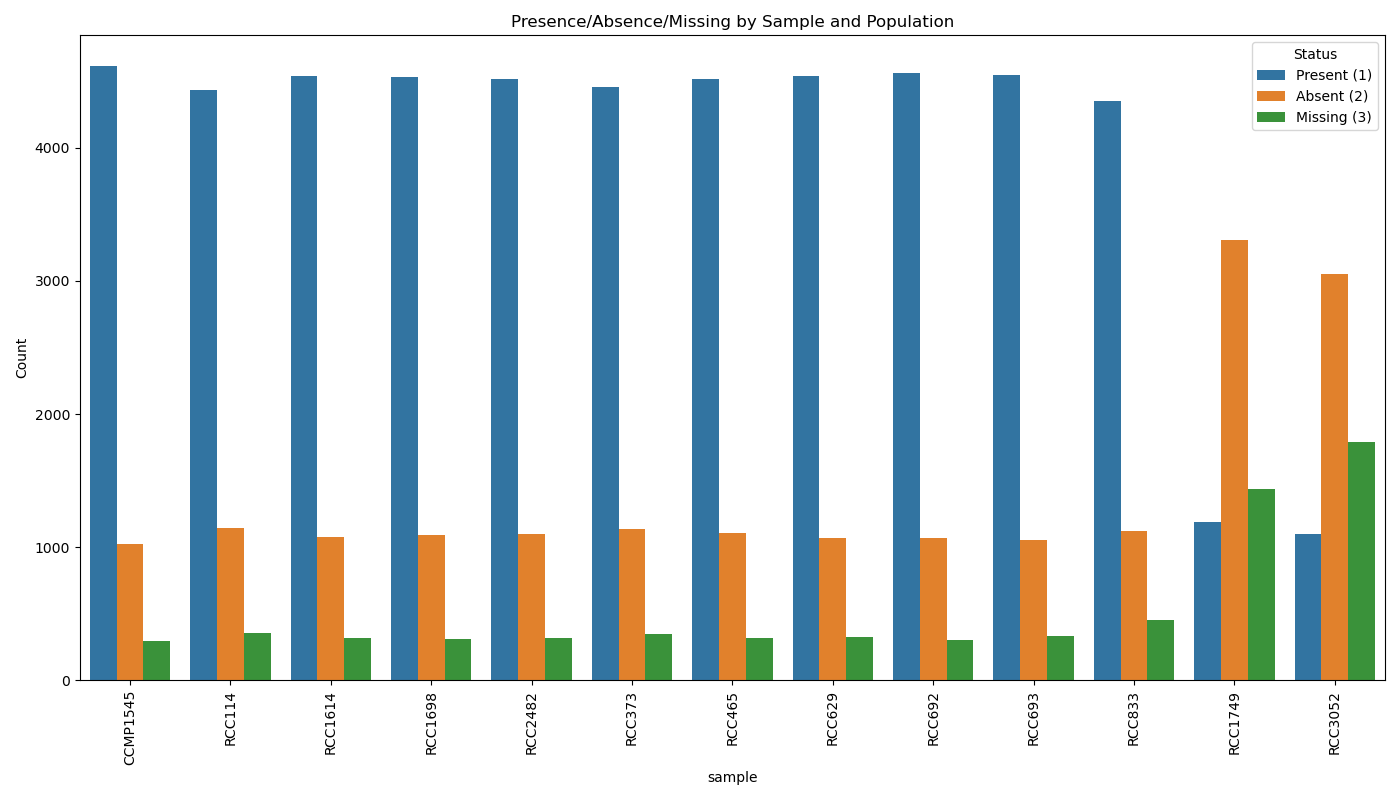 Presence/Absence/Missing by Sample and Population
Status
Present (1)
Absent (2)
Missing (3)
Count
4000
3000
2000
1000
0
CCMP1545
RCC114
RCC1614
RCC1698
RCC2482
RCC373
RCC465
RCC629
RCC692
RCC693
RCC833
RCC1749
RCC3052
sample